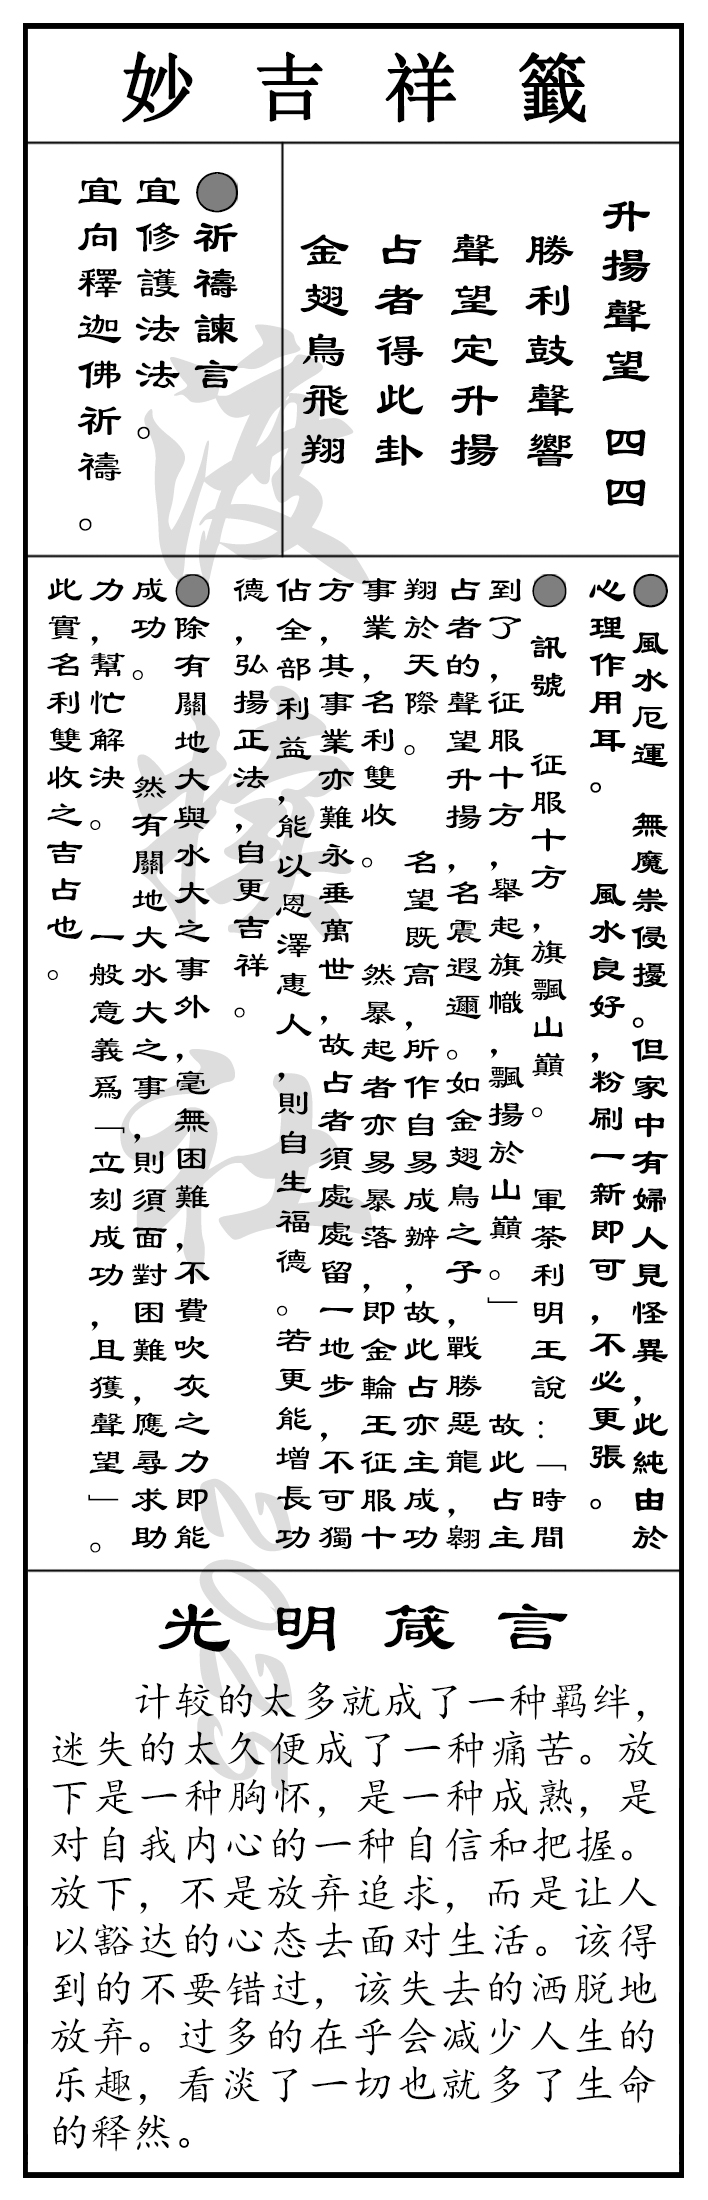 妙吉祥籤
升揚聲望 四四
勝利鼓聲響
聲望定升揚
占者得此卦
金翅鳥飛翔
●祈禱諫言
宜修護法法。
宜向釋迦佛祈禱。
●風水厄運 無魔祟侵擾。但家中有婦人見怪異，此純由於
心理作用耳。 風水良好，粉刷一新即可，不必更張。
●訊號 征服十方，旗飄山巔。 軍荼利明王說：「時間
到了，征服十方，舉起旗幟，飄揚於山巔。」 故此占主
占者的聲望升揚，名震遐邇。如金翅鳥之子，戰勝惡龍，翱
翔於天際。 名望既高，所作自易成辦，故此占亦主成功
事業，名利雙收。 然暴起者亦易暴落，即金輪王征服十
方，其事業亦難永垂萬世，故占者須處處留一地步，不可獨
佔全部利益，能以恩澤惠人，則自生福德。若更能增長功
德，弘揚正法，自更吉祥。
●除有關地大與水大之事外，毫無困難，不費吹灰之力即能
成功。 然有關地大水大之事，則須面對困難，應尋求助
力，幫忙解決。 一般意義爲「立刻成功，且獲聲望」。
此實名利雙收之吉占也。
光明箴言
计较的太多就成了一种羁绊，
迷失的太久便成了一种痛苦。放
下是一种胸怀，是一种成熟，是
对自我内心的一种自信和把握。
放下，不是放弃追求，而是让人
以豁达的心态去面对生活。该得
到的不要错过，该失去的洒脱地
放弃。过多的在乎会减少人生的
乐趣，看淡了一切也就多了生命
的释然。
渡
社
2025